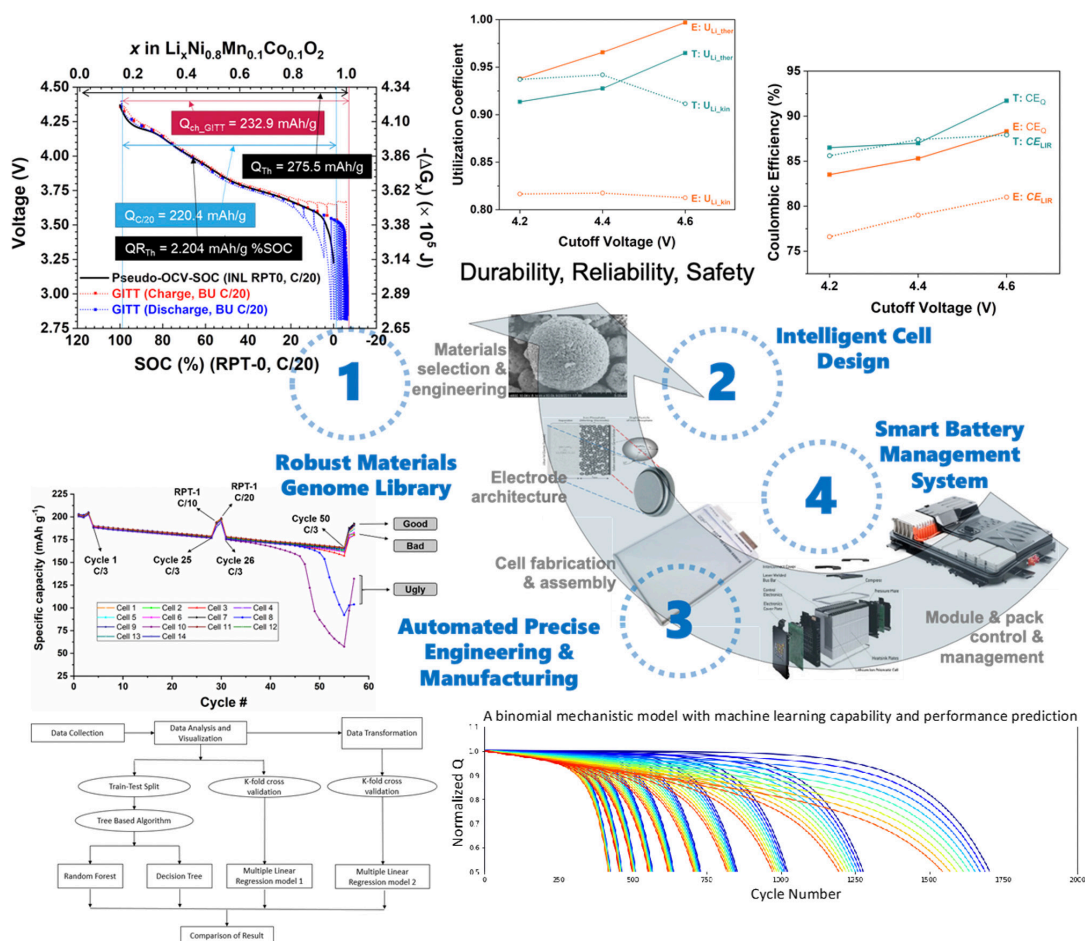 x in LixNi0.8Mn0.1Co0.1O2
0.0 0.2 0.4 0.6 0.8 1.0
4.50
4.25
4.00
3.75
3.50
3.25
3.00
2.75
Voltage (V)
4.34
4.10
3.86
3.62
3.48
3.14
2.89
2.65
-(ΔGx) (× 10^5 J)
Qch_GITT = 232.9 mAh/g
QTh = 275.5 mAh/g
QC/20 = 220.4 mAh/g
QRTh = 2.204 mAh/g %SOC
Pseudo-OCV-SOC (INL RPT0, C/20)
GITT (Charge, BU C/20)
GITT (Discharge, BU C/20)
120 100 80 60 40 20 0 -20
SOC (%) (RPT-0, C/20)
1.00
0.95
0.90
0.85
0.80
Utilization Coefficient
E: ULi_ther
T: ULi_ther
T: ULi_kin
E: ULi_kin
4.2 4.4 4.6
Cutoff Voltage (V)
95
90
85
80
75
Coulombic Efficiency (%)
T: CEQ
E: CEQ
T: CELIR
E: CELIR
4.2 4.4 4.6
Cutoff Voltage (V)
Durability, Reliability, Safety
1
Materials
selection &
engineering
2
Intelligent Cell
Design
Robust Materials
Genome Library
Electrode
architecture
4
Smart Battery
Management
System
Cell fabrication
& assembly
3
Automated Precise
Engineering &
Manufacturing
Module & pack
control &
management
225
200
175
150
125
100
75
50
25
Specific capacity (mAh g-1)
RPT-1
C/10
RPT-1
C/20
Cycle 1
C/3
Cycle 25
C/3
Cycle 26
C/3
Cycle 50
C/3
Good
Bad
Ugly
Cell 1 Cell 2 Cell 3 Cell 4
Cell 5 Cell 6 Cell 7 Cell 8
Cell 9 Cell 10 Cell 11 Cell 12
Cell 13 Cell 14
0 10 20 30 40 50 60
Cycle #
Data Collection
Data Analysis and
Visualization
Data Transformation
Train-Test Split
K-fold cross
validation
K-fold cross
validation
Tree Based Algorithm
Random Forest
Decision Tree
Multiple Linear
Regression model 1
Multiple Linear
Regression model 2
Comparison of Result
A binomial mechanistic model with machine learning capability and performance prediction
1.0
0.9
0.8
0.7
0.6
0.5
Normalized Q
0 250 500 750 1000 1250 1500 1750 2000
Cycle Number